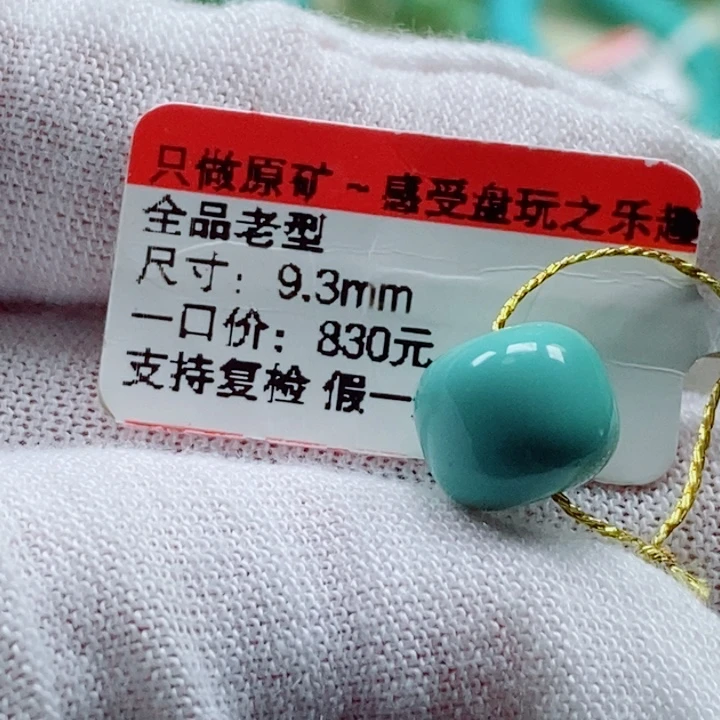 只做原矿~感受盘玩之乐趣
全品老型
尺寸：9.3mm
一口价：830元
支持复检 假一